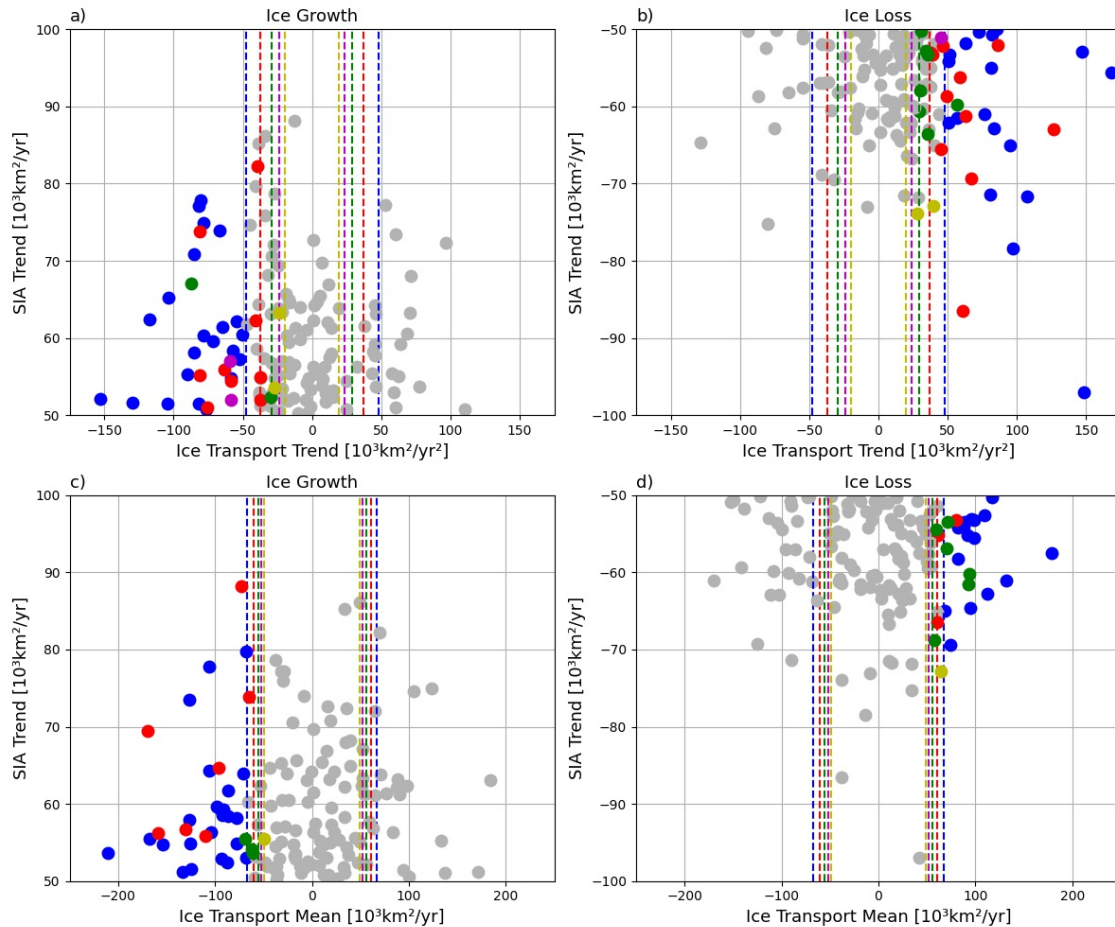 a) Ice Growth
100
90
80
70
60
50
SIA Trend [10³km²/yr]
−150 −100 −50 0 50 100 150
Ice Transport Trend [10³km²/yr²]
b) Ice Loss
−50
−60
−70
−80
−90
−100
SIA Trend [10³km²/yr]
−150 −100 −50 0 50 100 150
Ice Transport Trend [10³km²/yr²]
c) Ice Growth
100
90
80
70
60
50
SIA Trend [10³km²/yr]
−200 −100 0 100 200
Ice Transport Mean [10³km²/yr]
d) Ice Loss
−50
−60
−70
−80
−90
−100
SIA Trend [10³km²/yr]
−200 −100 0 100 200
Ice Transport Mean [10³km²/yr]